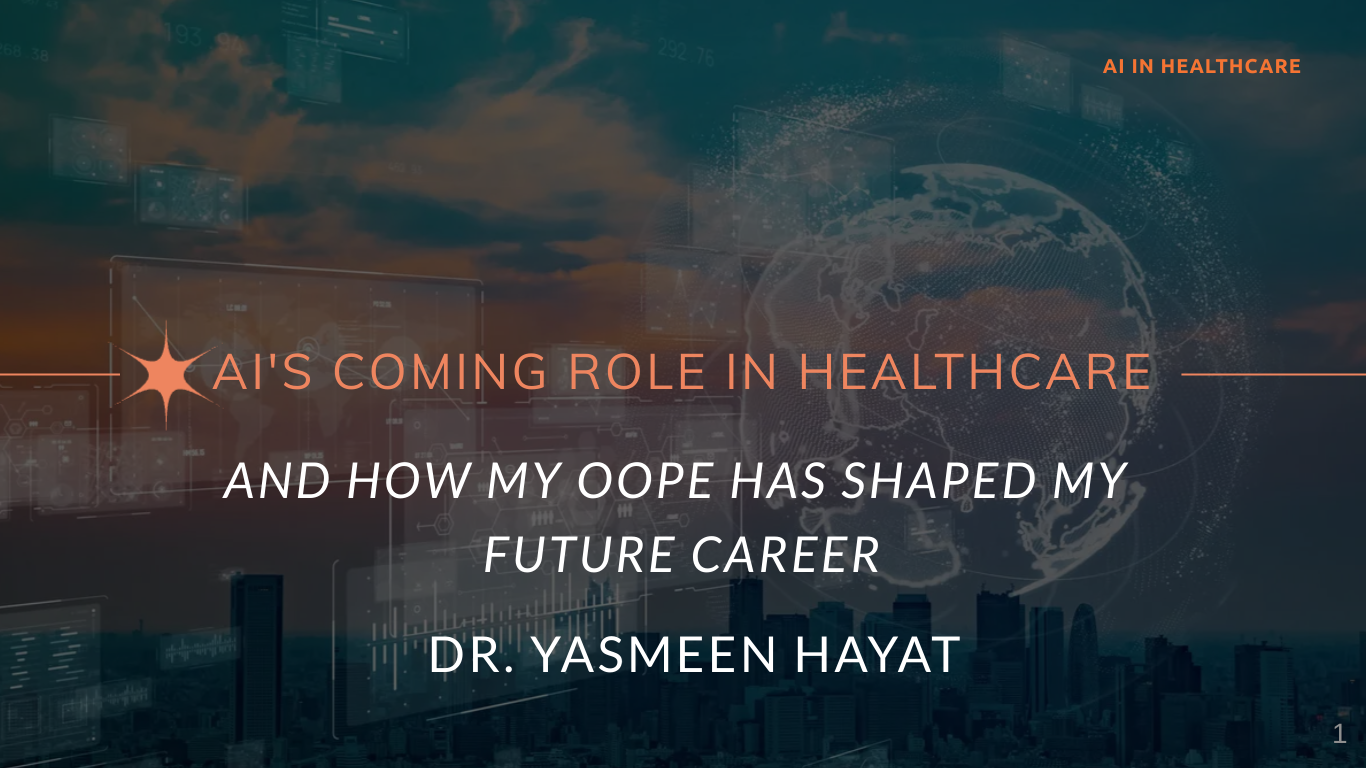 AI IN HEALTHCARE
AI'S COMING ROLE IN HEALTHCARE
AND HOW MY OOPE HAS SHAPED MY
FUTURE CAREER
DR. YASMEEN HAYAT
1